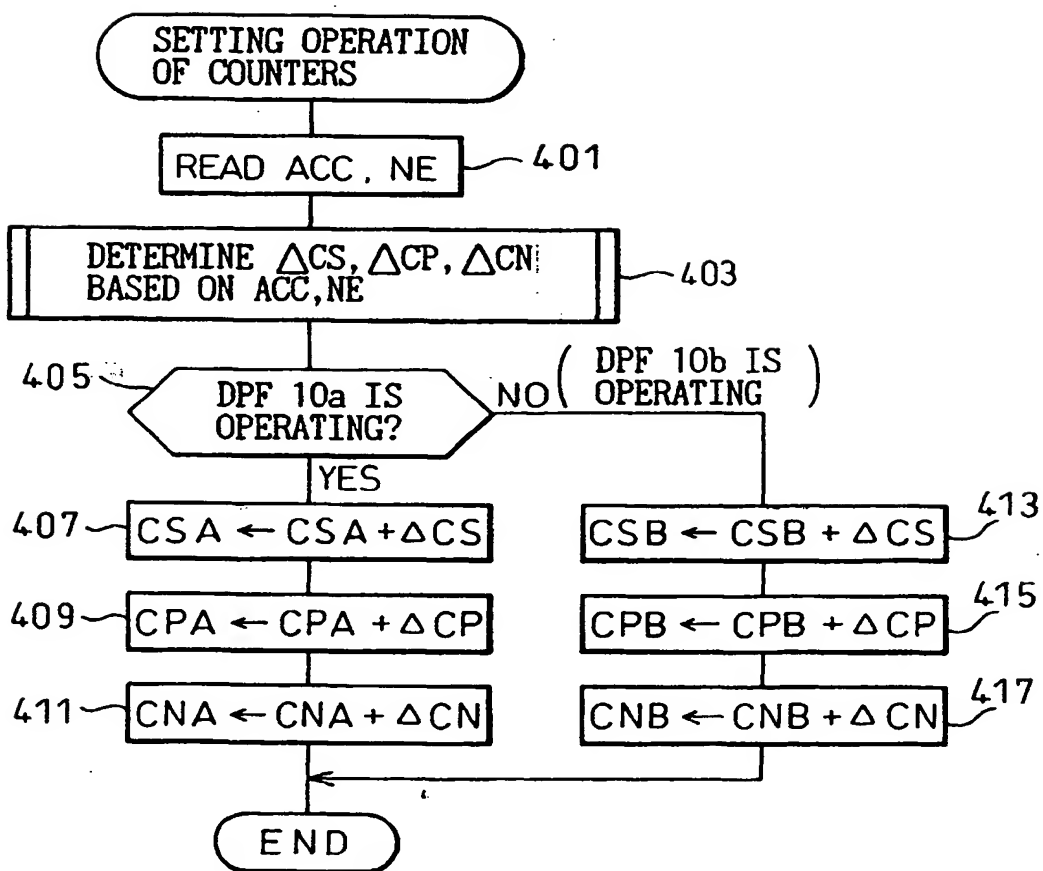 SETTING OPERATION
OF COUNTERS
READ ACC, NE
401
DETERMINE △CS, △CP, △CN
BASED ON ACC,NE
403
405
DPF 10a IS
OPERATING?
NO ( DPF 10b IS
OPERATING )
YES
407
CSA ← CSA + △CS
CSB ← CSB + △CS
413
409
CPA ← CPA + △CP
CPB ← CPB + △CP
415
411
CNA ← CNA + △CN
CNB ← CNB + △CN
417
END